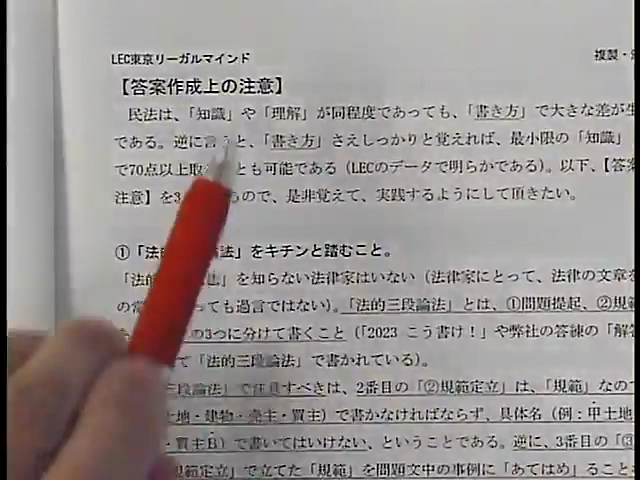 LEC東京リーガルマインド
複製・
【答案作成上の注意】
民法は、「知識」や「理解」が同程度であっても、「書き方」で大きな差が生
である。逆に言うと、「書き方」さえしっかりと覚えれば、最小限の「知識」
で70点以上取 とも可能である（LECのデータで明らかである）。以下、【答案
注意】を3 もので、是非覚えて、実践するようにして頂きたい。
①「法的 法」をキチンと踏むこと。
「法的 法」を知らない法律家はいない（法律家にとって、法律の文章を
の常 っても過言ではない）。「法的三段論法」とは、①問題提起、②規範
の3つに分けて書くこと（「2023 こう書け！」や弊社の答練の「解答
て「法的三段論法」で書かれている）。
三段論法」で注意すべきは、2番目の「②規範定立」は、「規範」なの
土地・建物・売主・買主）で書かなければならず、具体名（例：甲土地
・買主B）で書いてはいけない、ということである。逆に、3番目の「③
規範定立」で立てた「規範」を問題文中の事例に「あてはめ」ること